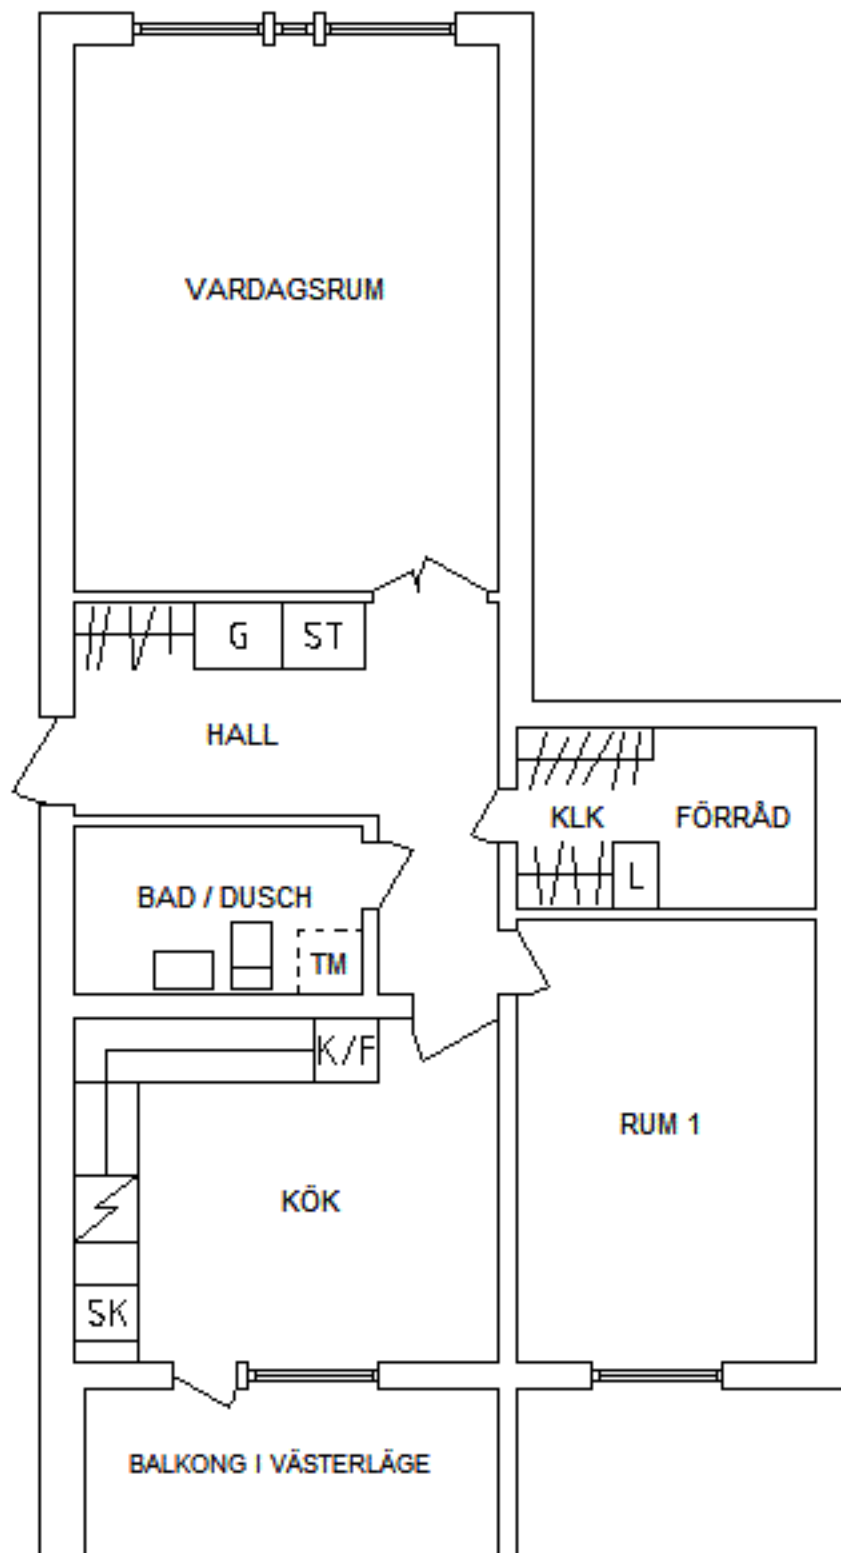 VARDAGSRUM
G
ST
HALL
KLK
FÖRRÅD
L
BAD / DUSCH
TM
K/F
RUM 1
KÖK
SK
BALKONG I VÄSTERLÄGE